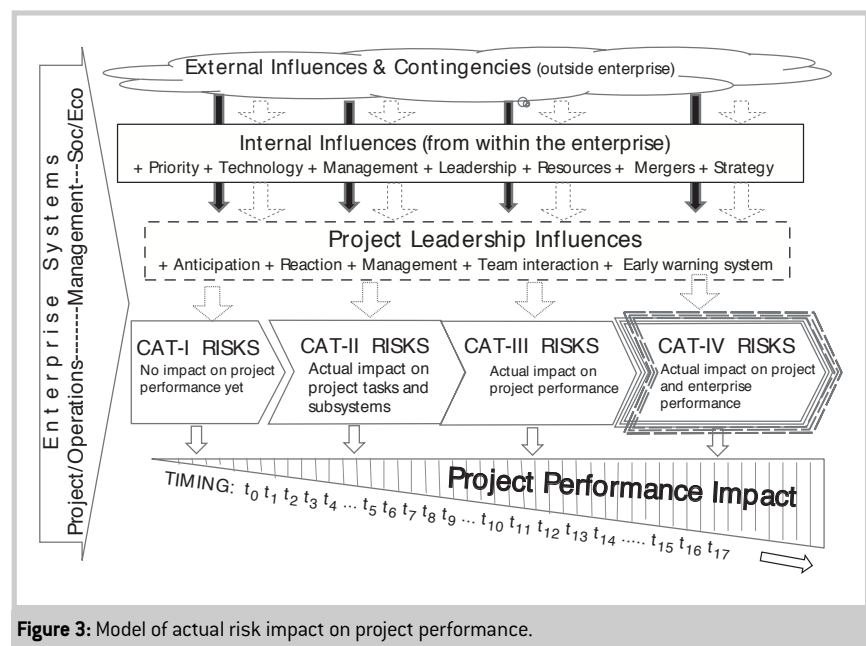 Enterprise Systems
Project/Operations--------Management---Soc/Eco
External Influences & Contingencies (outside enterprise)
Internal Influences (from within the enterprise)
+ Priority + Technology + Management + Leadership + Resources + Mergers + Strategy
Project Leadership Influences
+ Anticipation + Reaction + Management + Team interaction + Early warning system
CAT-I RISKS
No impact on project
performance yet
CAT-II RISKS
Actual impact on
project tasks and
subsystems
CAT-III RISKS
Actual impact on
project performance
CAT-IV RISKS
Actual impact on project
and enterprise
performance
Project Performance Impact
TIMING: t0 t1 t2 t3 t4 ... t5 t6 t7 t8 t9 ... t10 t11 t12 t13 t14 ..... t15 t16 t17
Figure 3: Model of actual risk impact on project performance.